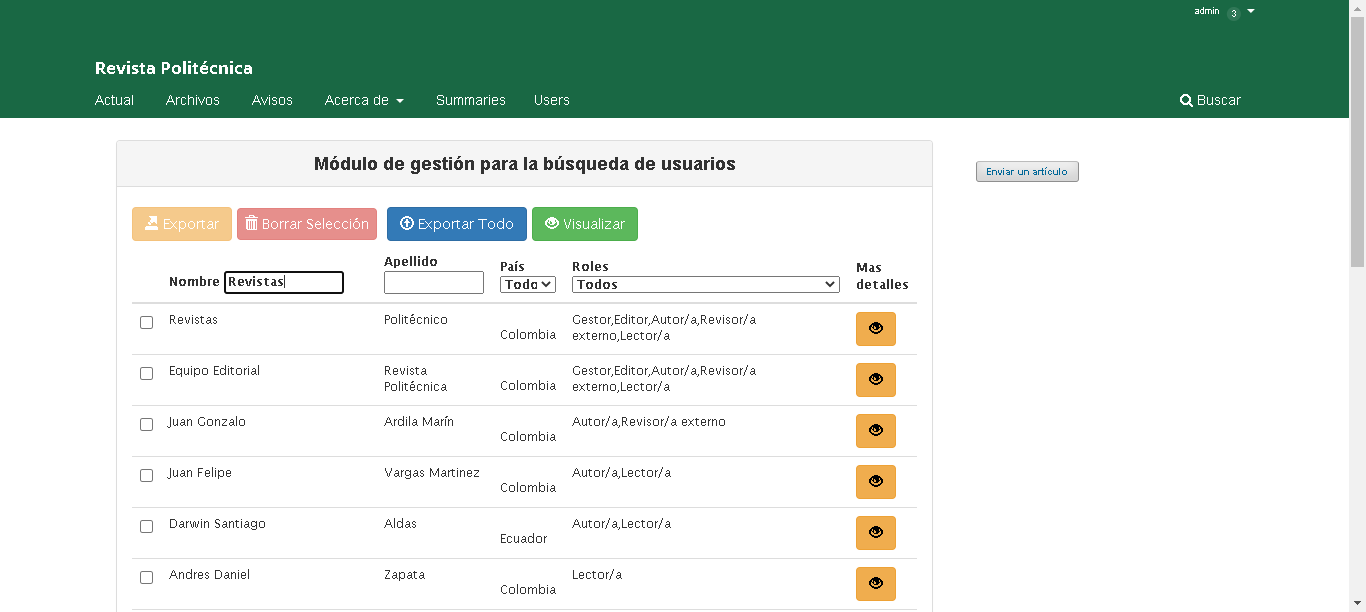 admin 3
Revista Politécnica
Actual Archivos Avisos Acerca de Summaries Users Buscar
Módulo de gestión para la búsqueda de usuarios
Enviar un artículo
Exportar Borrar Selección Exportar Todo Visualizar
Nombre Revistas Apellido País Todo Roles Todos Mas detalles
Revistas Politécnico Colombia Gestor,Editor,Autor/a,Revisor/a
externo,Lector/a
Equipo Editorial Revista Politécnica Colombia Gestor,Editor,Autor/a,Revisor/a
externo,Lector/a
Juan Gonzalo Ardila Marín Colombia Autor/a,Revisor/a externo
Juan Felipe Vargas Martinez Colombia Autor/a,Lector/a
Darwin Santiago Aldas Ecuador Autor/a,Lector/a
Andres Daniel Zapata Colombia Lector/a